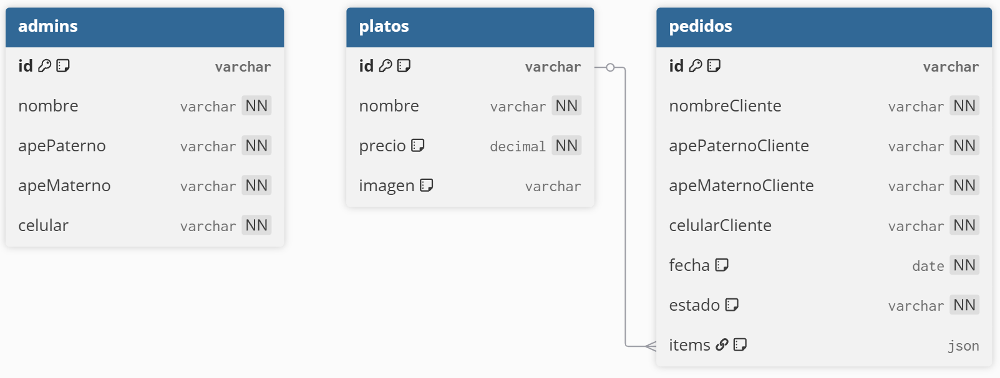 admins
id varchar
nombre varchar NN
apePaterno varchar NN
apeMaterno varchar NN
celular varchar NN
platos
id varchar
nombre varchar NN
precio decimal NN
imagen varchar
pedidos
id varchar
nombreCliente varchar NN
apePaternoCliente varchar NN
apeMaternoCliente varchar NN
celularCliente varchar NN
fecha date NN
estado varchar NN
items json